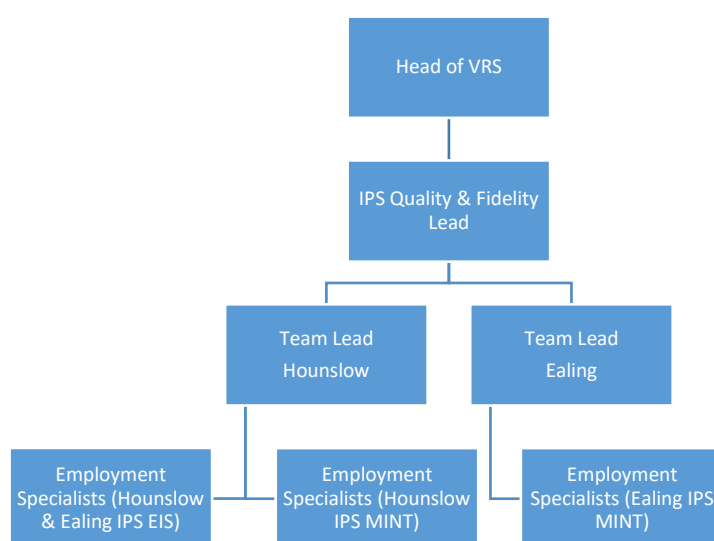 Head of VRS
IPS Quality & Fidelity
Lead
Team Lead
Hounslow
Team Lead
Ealing
Employment
Specialists (Hounslow
& Ealing IPS EIS)
Employment
Specialists (Hounslow
IPS MINT)
Employment
Specialists (Ealing IPS
MINT)